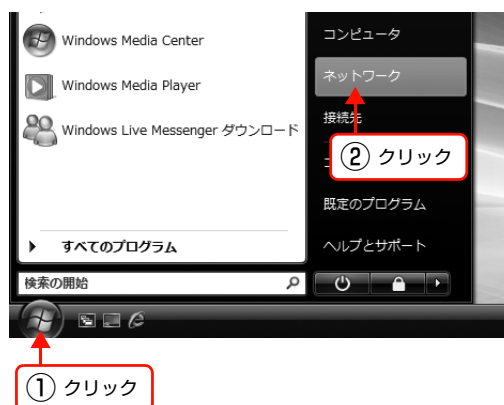 Windows Media Center
Windows Media Player
Windows Live Messenger ダウンロード
すべてのプログラム
検索の開始
コンピュータ
ネットワーク
接続先
② クリック
既定のプログラム
ヘルプとサポート
① クリック